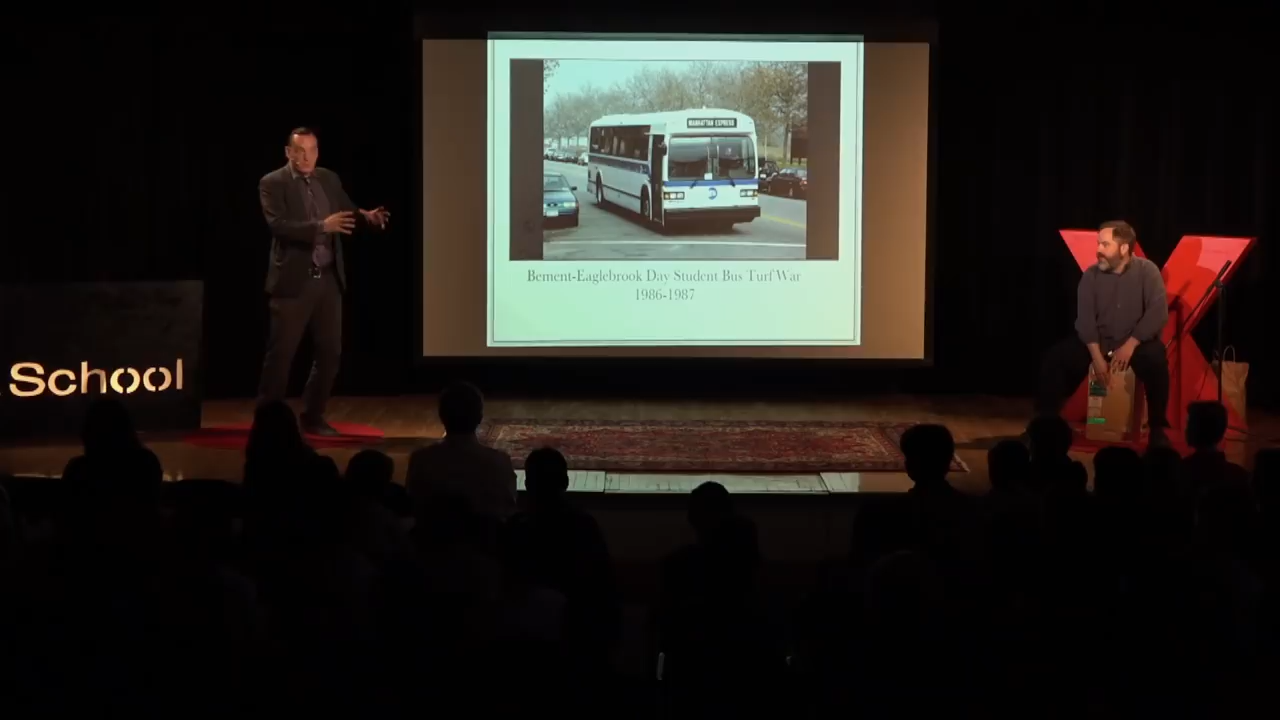 MANHATTAN EXPRESS
Bement-Eaglebrook Day Student Bus Turf War
1986-1987
School
X